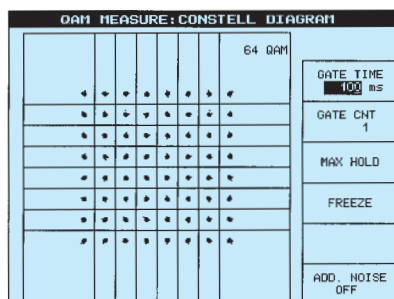 QAM MEASURE:CONSTELL DIAGRAM
64 QAM
GATE TIME
100 ms
GATE CNT
1
MAX HOLD
FREEZE
ADD. NOISE
OFF